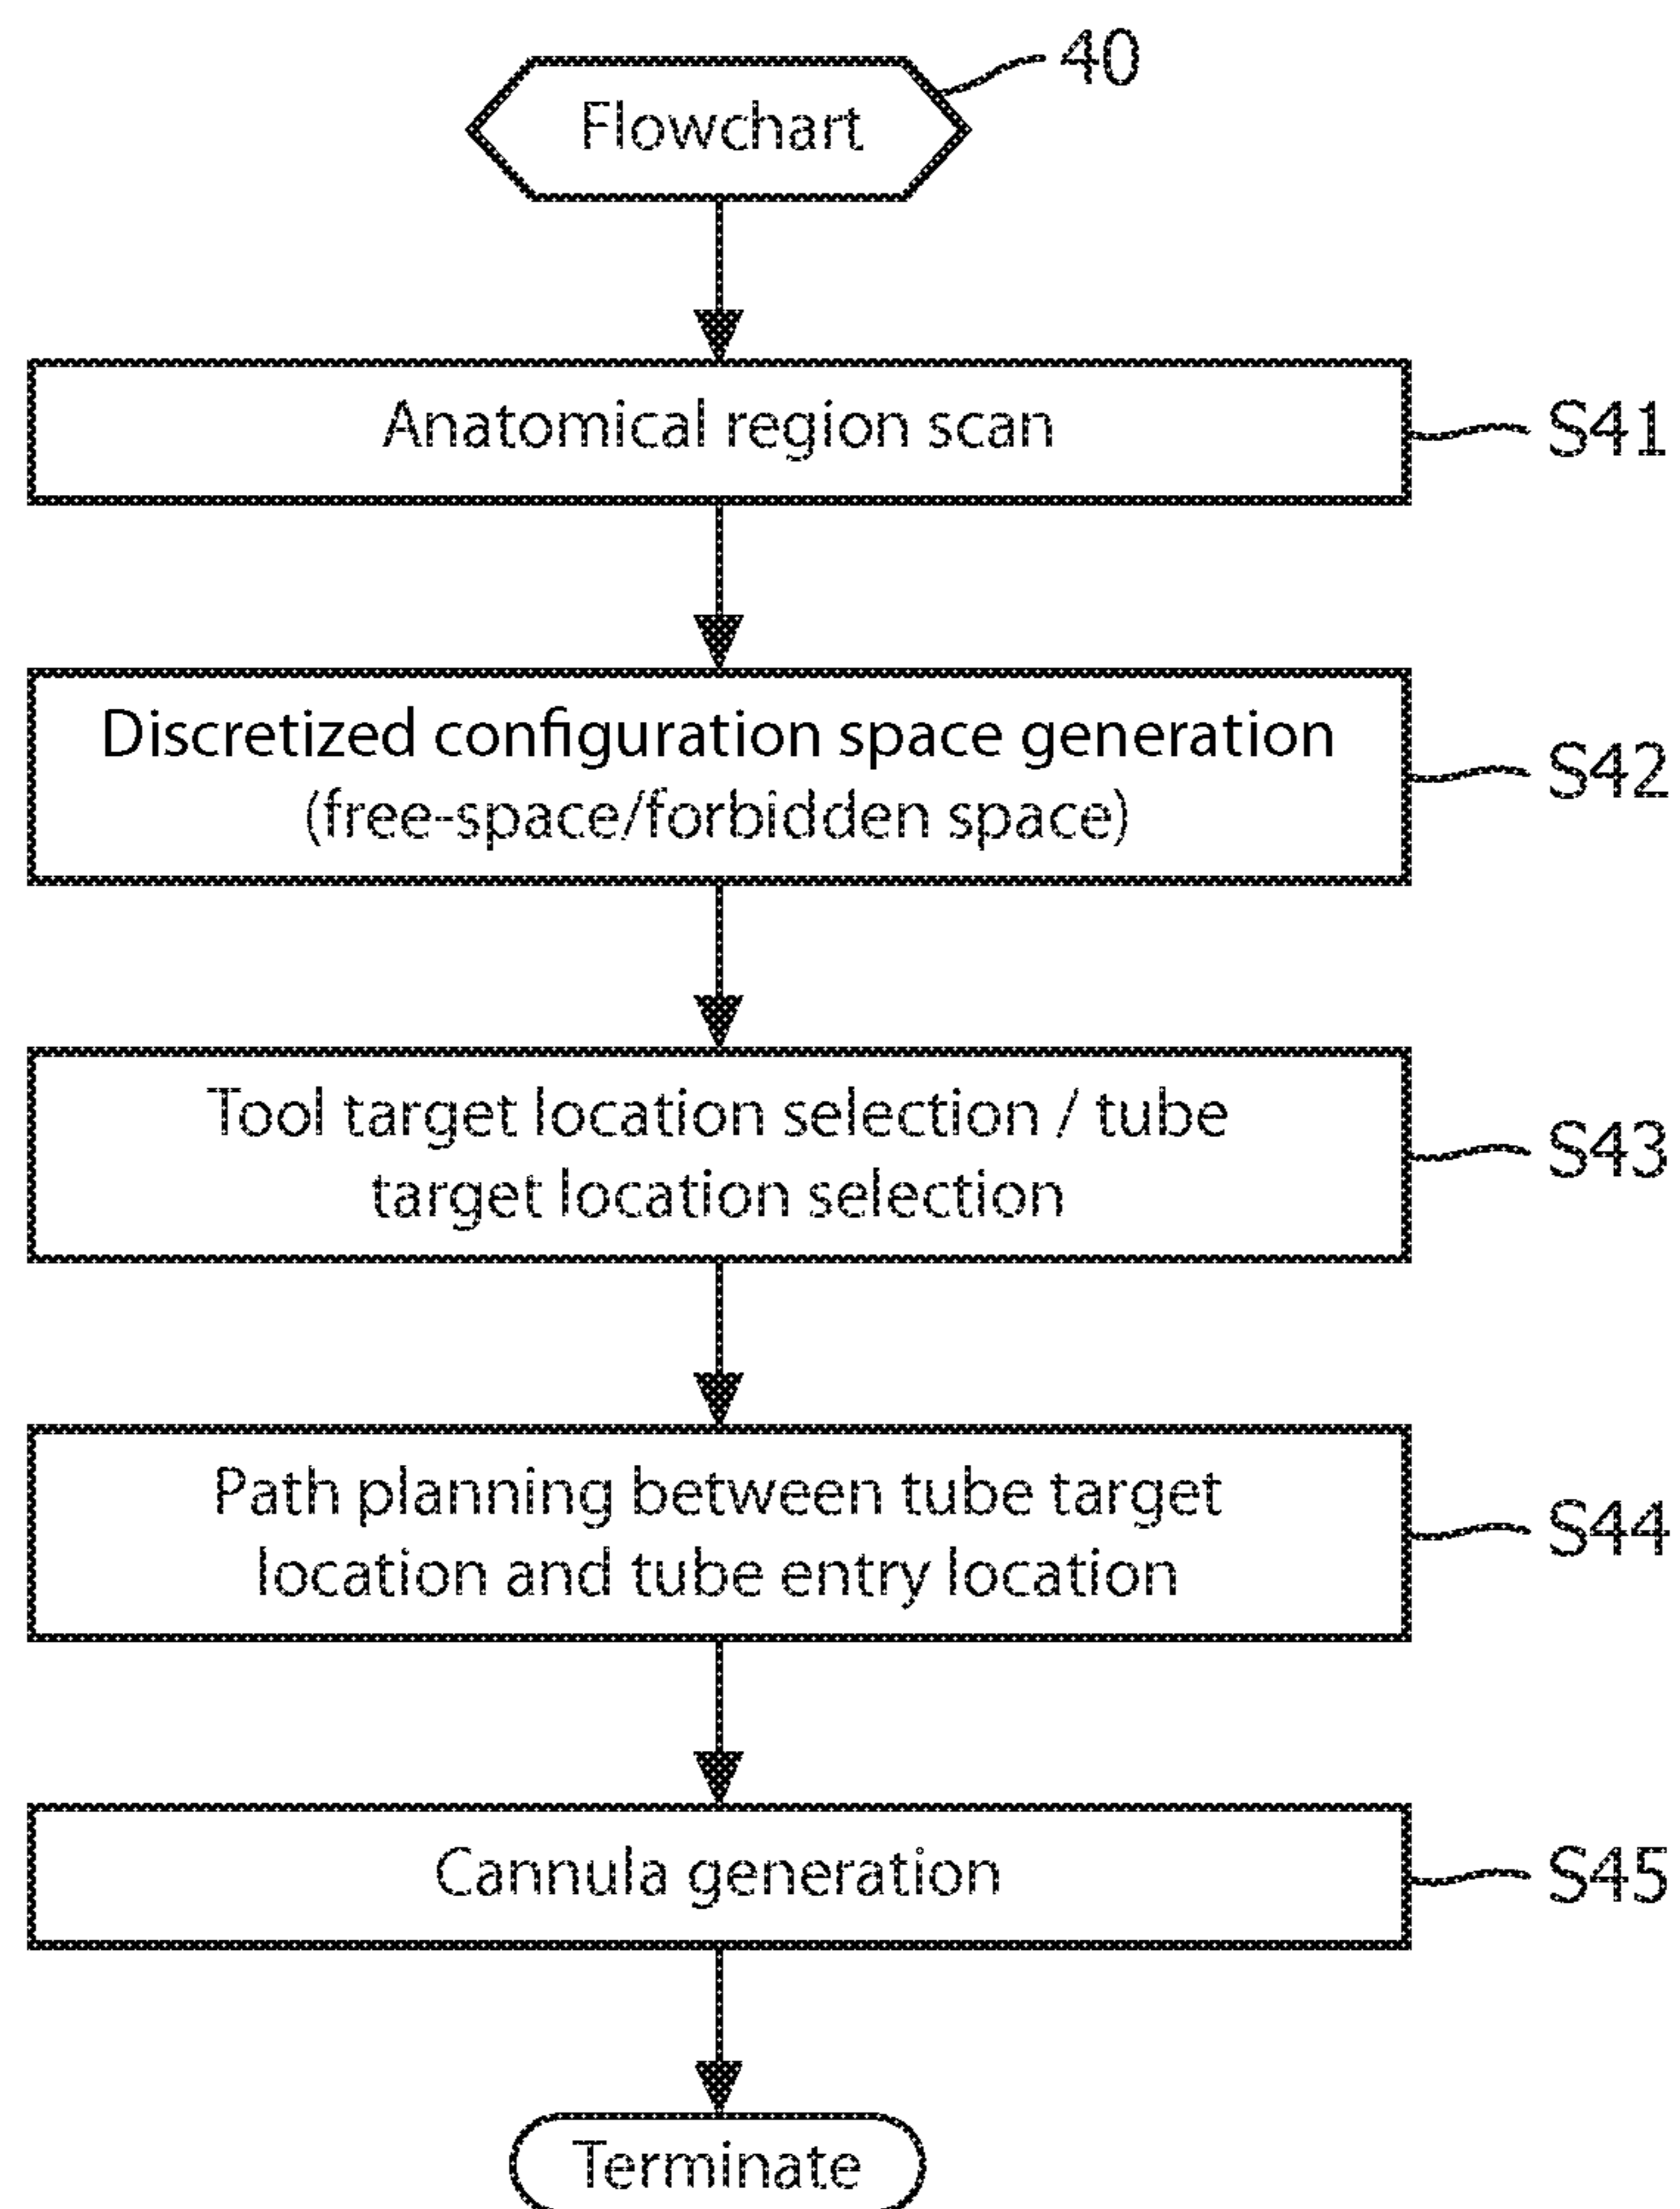 40
Flowchart
Anatomical region scan
S41
Discretized configuration space generation
(free-space/forbidden space)
S42
Tool target location selection / tube
target location selection
S43
Path planning between tube target
location and tube entry location
S44
Cannula generation
S45
Terminate